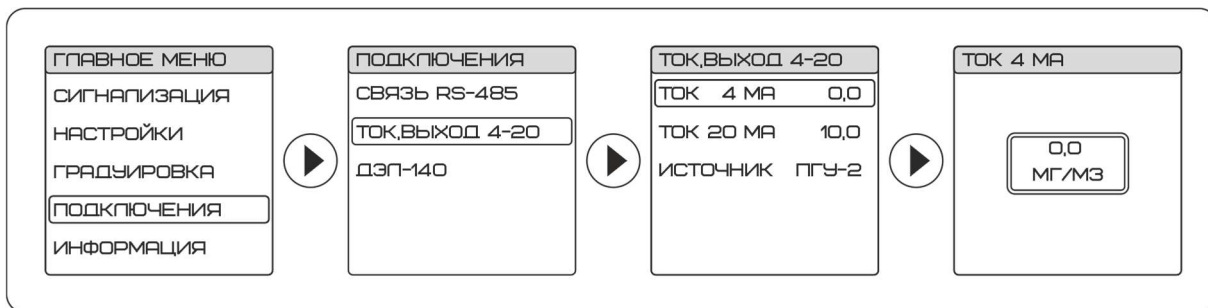 ГЛАВНОЕ МЕНЮ
СИГНАЛИЗАЦИЯ
НАСТРОЙКИ
ГРАДУИРОВКА
ПОДКЛЮЧЕНИЯ
ИНФОРМАЦИЯ
ПОДКЛЮЧЕНИЯ
СВЯЗЬ RS-485
ТОК.ВЫХОД 4-20
ДЭП-140
ТОК.ВЫХОД 4-20
ТОК 4 МА 0,0
ТОК 20 МА 10,0
ИСТОЧНИК ПГУ-2
ТОК 4 МА
0,0
МГ/М3